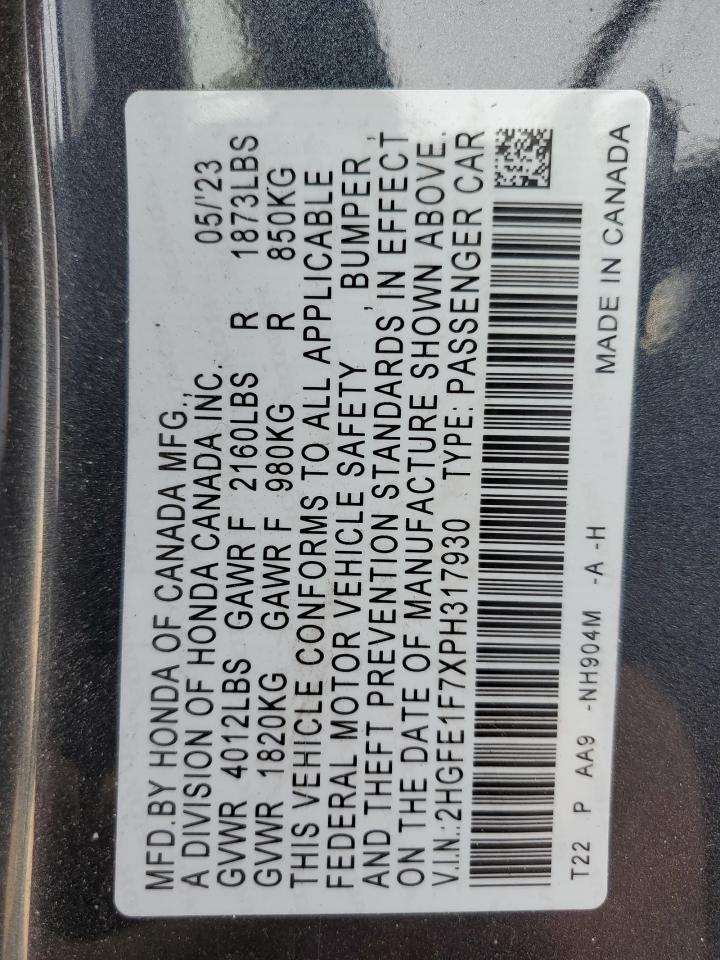 MFD.BY HONDA OF CANADA MFG.,
A DIVISION OF HONDA CANADA INC. 05/'23
GVWR 4012LBS GAWR F 2160LBS R 1873LBS
GVWR 1820KG GAWR F 980KG R 850KG
THIS VEHICLE CONFORMS TO ALL APPLICABLE
FEDERAL MOTOR VEHICLE SAFETY , BUMPER ,
AND THEFT PREVENTION STANDARDS IN EFFECT
ON THE DATE OF MANUFACTURE SHOWN ABOVE.
V.I.N.:2HGFE1F7XPH317930 TYPE: PASSENGER CAR
T22 P AA9 -NH904M -A -H MADE IN CANADA